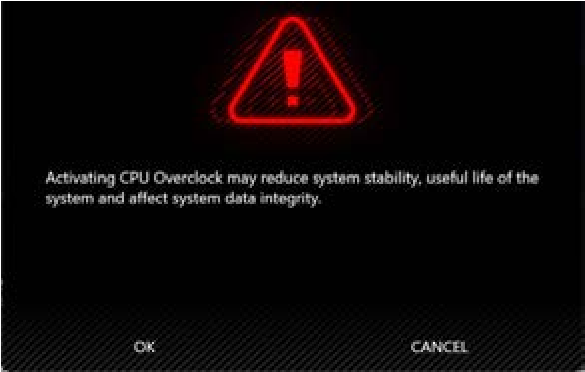 Activating CPU Overclock may reduce system stability, useful life of the
system and affect system data integrity.
OK
CANCEL